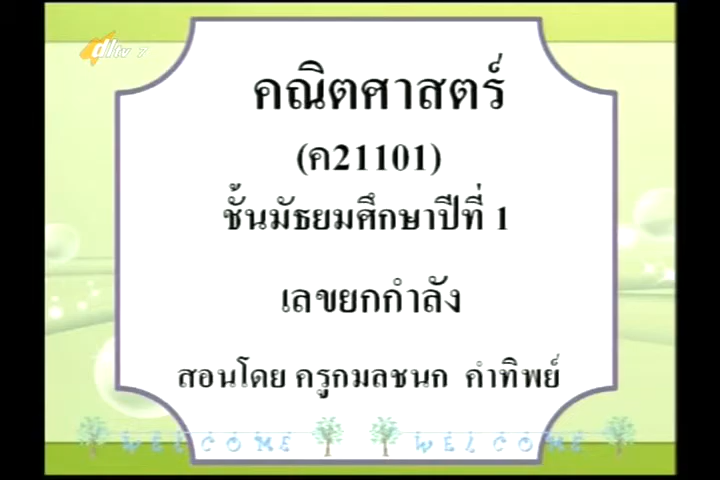 dltv 7
คณิตศาสตร์
(ค21101)
ชั้นมัธยมศึกษาปีที่ 1
เลขยกกำลัง
สอนโดย ครูกมลชนก คำทิพย์
WELCOME WELCOME